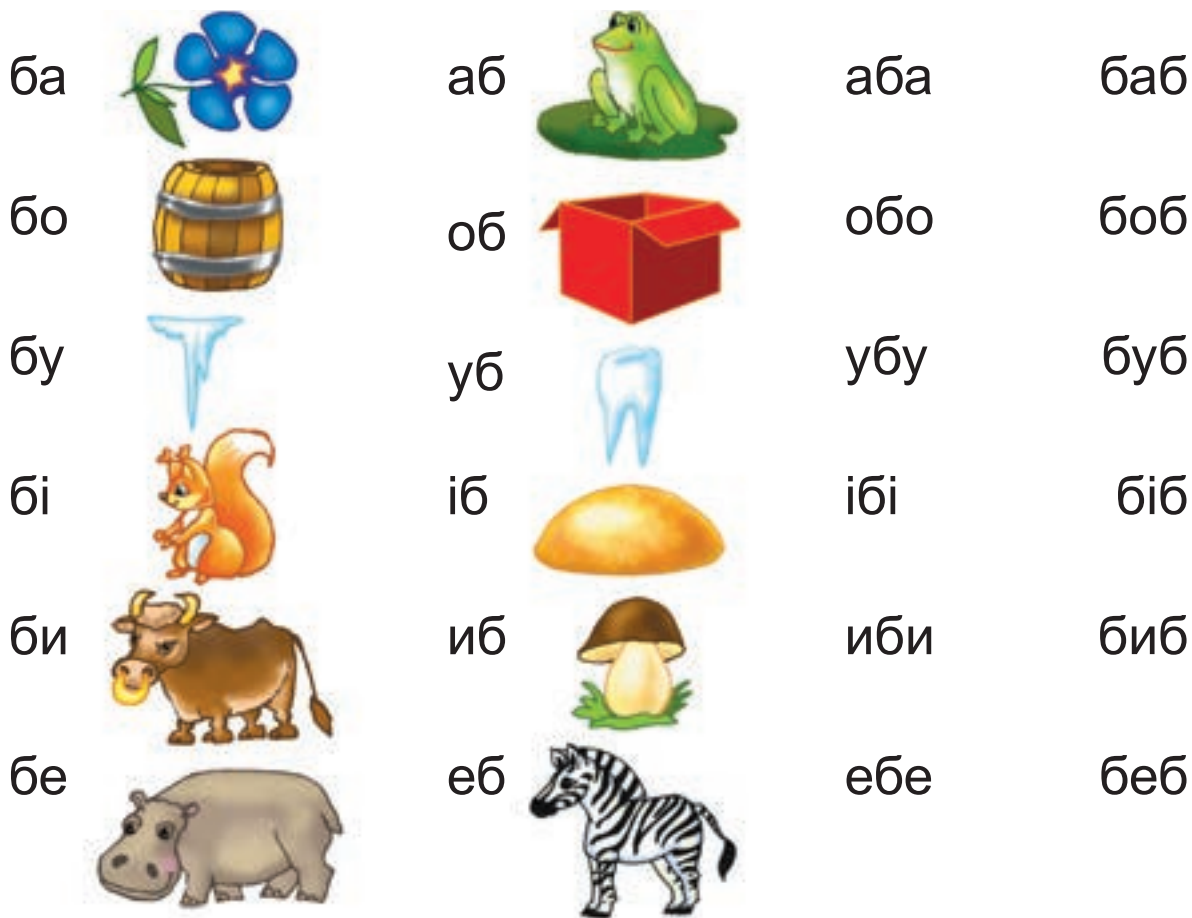 ба аб аба баб
бо об обо боб
бу уб убу буб
бі іб ібі біб
би иб иби биб
бе еб ебе беб